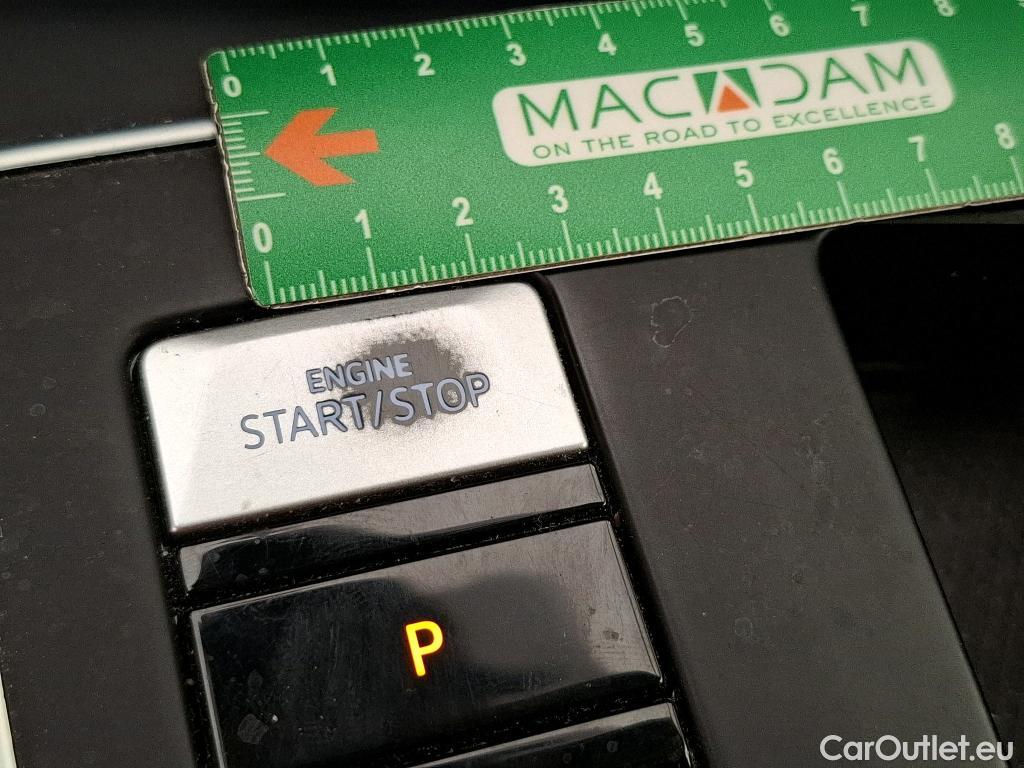 0 1 2 3 4 5 6 7 8
MACADAM
ON THE ROAD TO EXCELLENCE
0 1 2 3 4 5 6 7 8
ENGINE
START/STOP
P
CarOutlet.eu